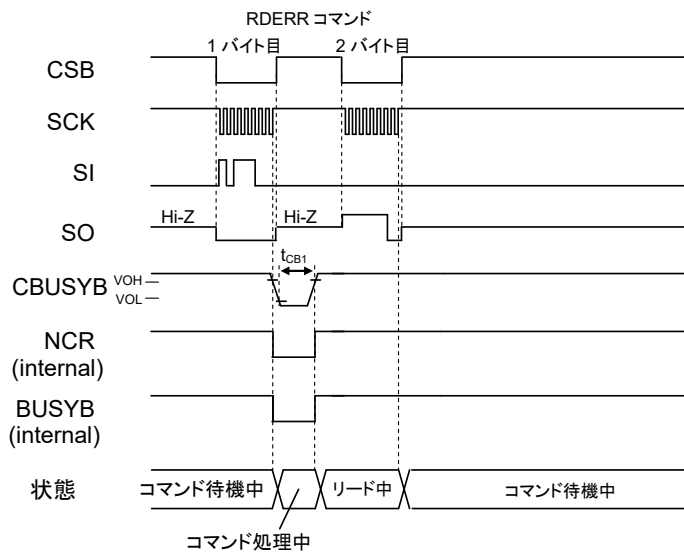 RDERR コマンド
1 バイト目 2 バイト目
CSB
SCK
SI
SO Hi-Z Hi-Z
tCB1
CBUSYB VOH
VOL
NCR
(internal)
BUSYB
(internal)
状態 コマンド待機中 リード中 コマンド待機中
コマンド処理中